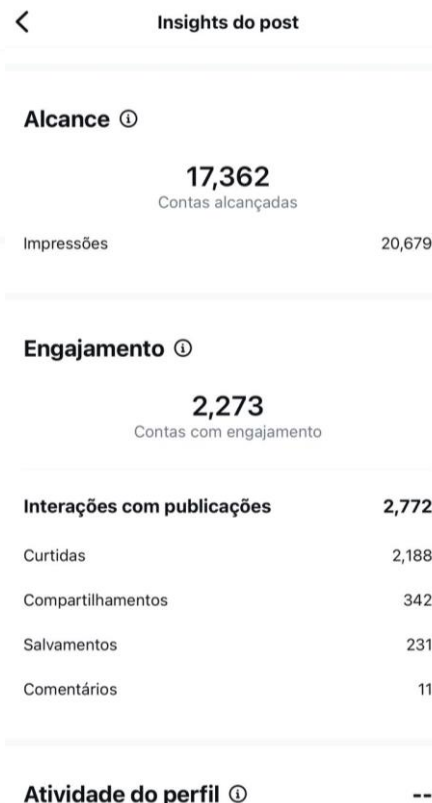 Insights do post
Alcance
17,362
Contas alcançadas
Impressões 20,679
Engajamento
2,273
Contas com engajamento
Interações com publicações 2,772
Curtidas 2,188
Compartilhamentos 342
Salvamentos 231
Comentários 11
Atividade do perfil --